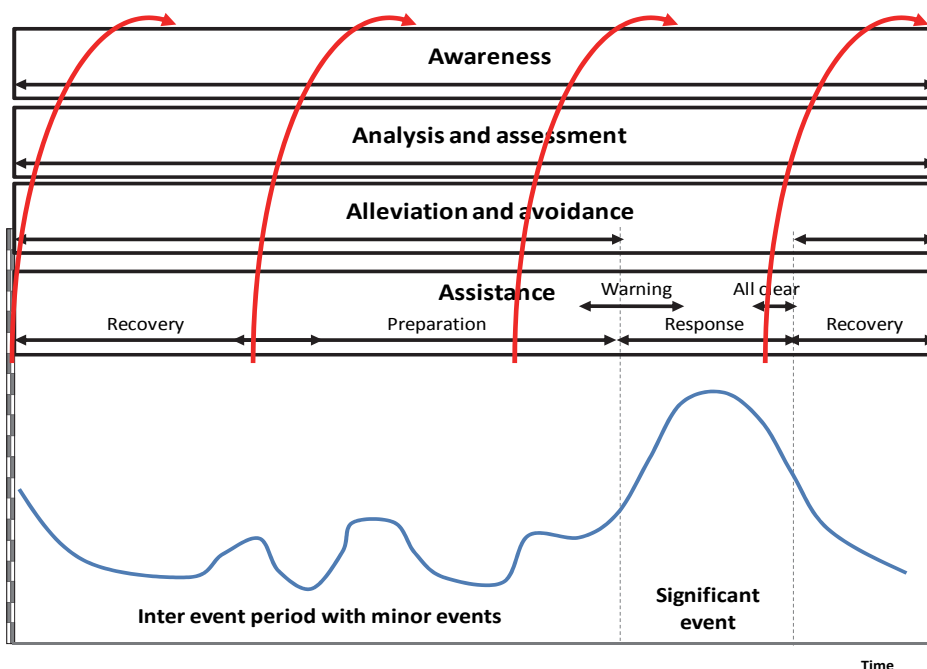 Awareness
Analysis and assessment
Alleviation and avoidance
Assistance
Warning
All clear
Recovery
Preparation
Response
Recovery
Inter event period with minor events
Significant
event
Time